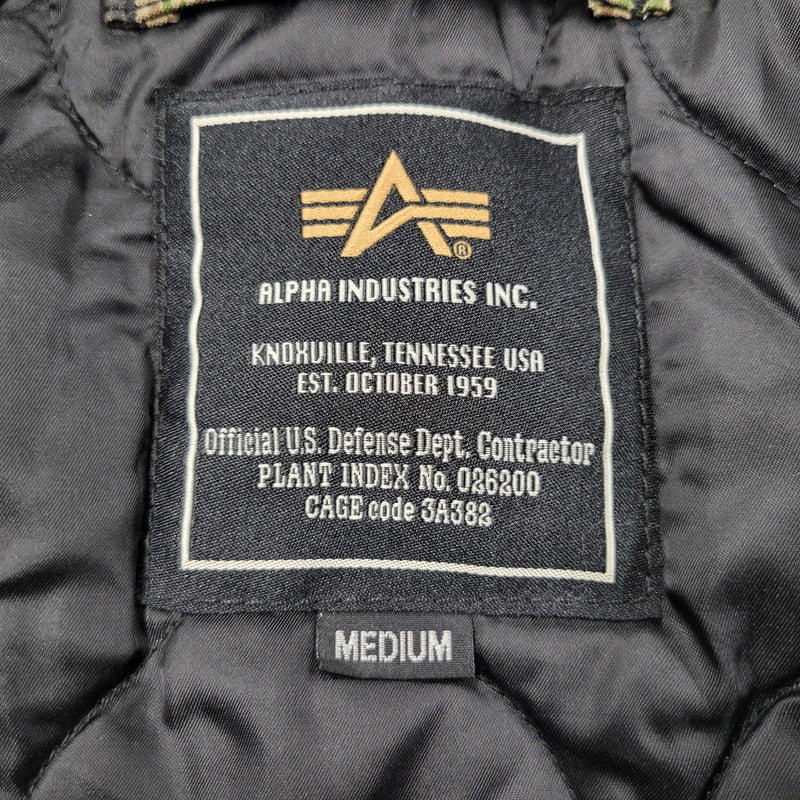 ®
ALPHA INDUSTRIES INC.
KNOXVILLE, TENNESSEE USA
EST. OCTOBER 1959
Official U.S. Defense Dept. Contractor
PLANT INDEX No. 026200
CAGE code 3A382
MEDIUM